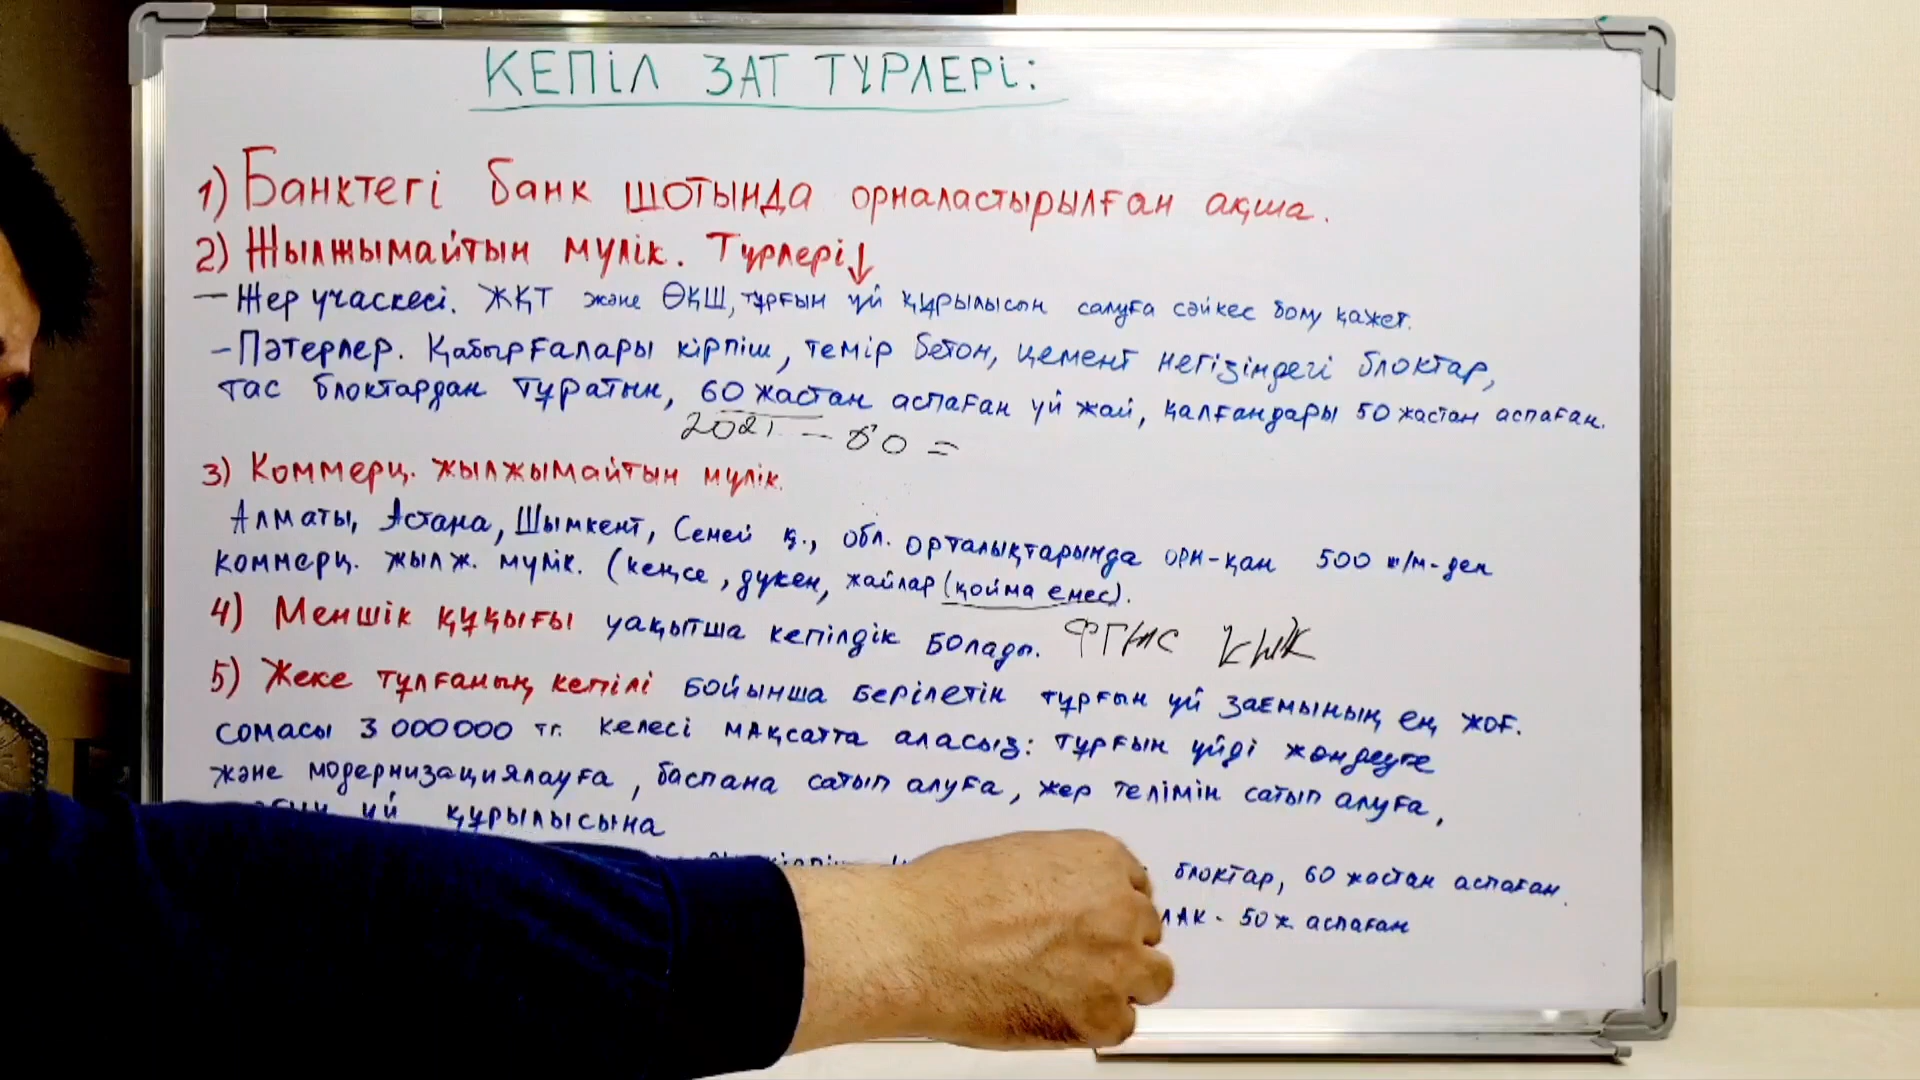 КЕПІЛ ЗАТ ТҮРЛЕРІ:
1) Банктегі банк шотында орналастырылған ақша.
2) Жылжымайтын мүлік. Түрлері↓
– Жер учаскесі. ЖҚТ және ӨҚШ, тұрғын үй құрылысын салуға сәйкес болу қажет.
– Пәтерлер. Қабырғалары кірпіш, темір бетон, цемент негізіндегі блоктар,
тас блоктардан тұратын, 60 жастан аспаған үй жай, қалғандары 50 жастан аспаған.
2021 – 60 =
3) Коммерц. жылжымайтын мүлік.
Алматы, Астана, Шымкент, Семей қ., обл. орталықтарында орн-қан 500 ш/м-ден
коммерц. жылж. мүлік. (кеңсе, дүкен, жайлар (қойма емес).
4) Меншік құқығы уақытша кепілдік болады.
5) Жеке тұлғаның кепілі бойынша берілетін тұрғын үй заемының ең жоғ.
сомасы 3 000 000 тг. келесі мақсатта аласыз: тұрғын үйді жөндеуге
және модернизациялауға, баспана сатып алуға, жер телімін сатып алуға,
үй құрылысына
блоктар, 60 жастан аспаған.
50 ж. аспаған